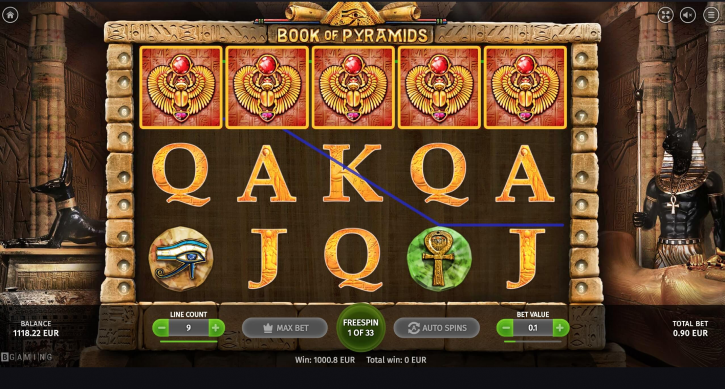 BOOK OF PYRAMIDS
Q A K Q A
J Q J
LINE COUNT
9
MAX BET
FREESPIN
1 OF 33
AUTO SPINS
BET VALUE
0.1
BALANCE
1118.22 EUR
TOTAL BET
0.90 EUR
BGAMING
Win: 1000.8 EUR Total win: 0 EUR